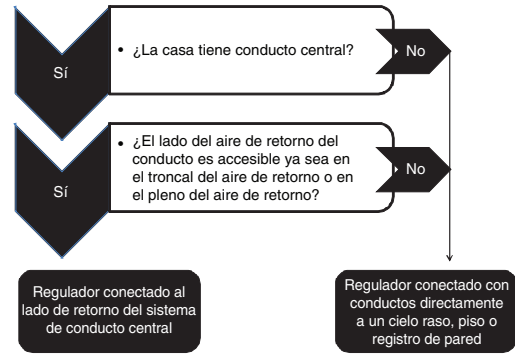 Sí
• ¿La casa tiene conducto central?
No
Sí
• ¿El lado del aire de retorno del
conducto es accesible ya sea en
el troncal del aire de retorno o en
el pleno del aire de retorno?
No
Regulador conectado al
lado de retorno del sistema
de conducto central
Regulador conectado con
conductos directamente
a un cielo raso, piso o
registro de pared